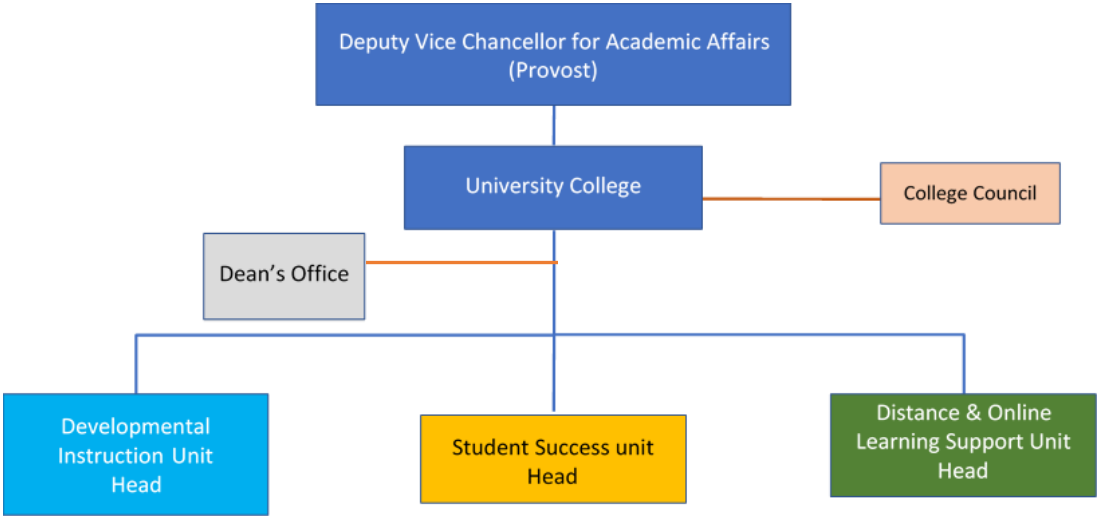 Deputy Vice Chancellor for Academic Affairs
(Provost)
University College
College Council
Dean’s Office
Developmental
Instruction Unit
Head
Student Success unit
Head
Distance & Online
Learning Support Unit
Head